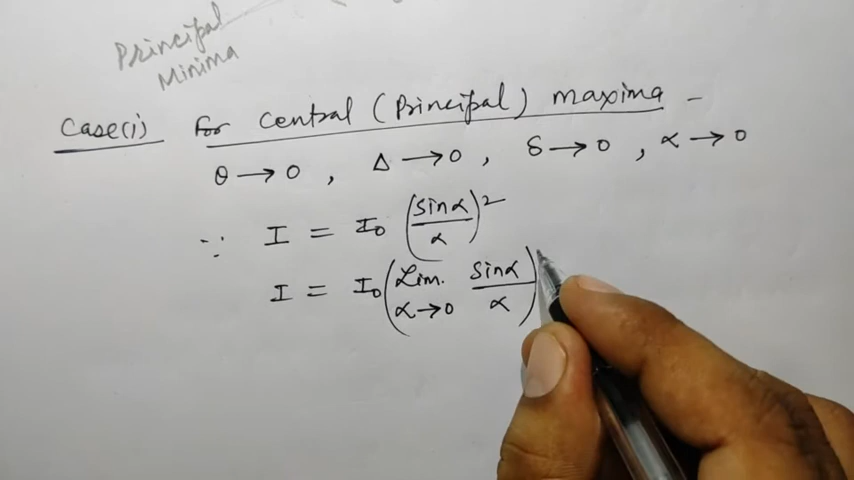 Principal
Minima
Case(i) For Central (Principal) maxima -
θ → 0 , Δ → 0 , δ → 0 , α → 0
∵ I = I₀ (sinα/α)²
I = I₀ (Lim. α→0 sinα/α)